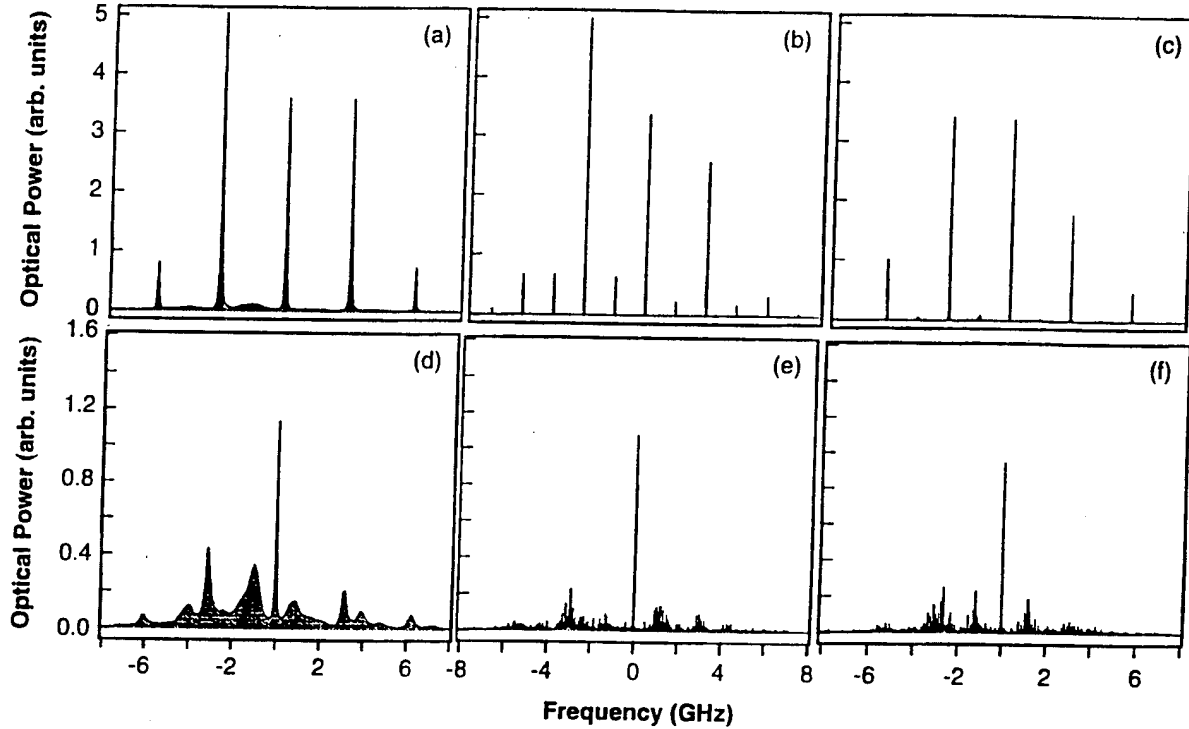 5
4
3
2
1
0
Optical Power (arb. units)
(a)
(b)
(c)
1.6
1.2
0.8
0.4
0.0
Optical Power (arb. units)
(d)
(e)
(f)
-6 -2 2 6 -8 -4 0 4 8 -6 -2 2 6
Frequency (GHz)